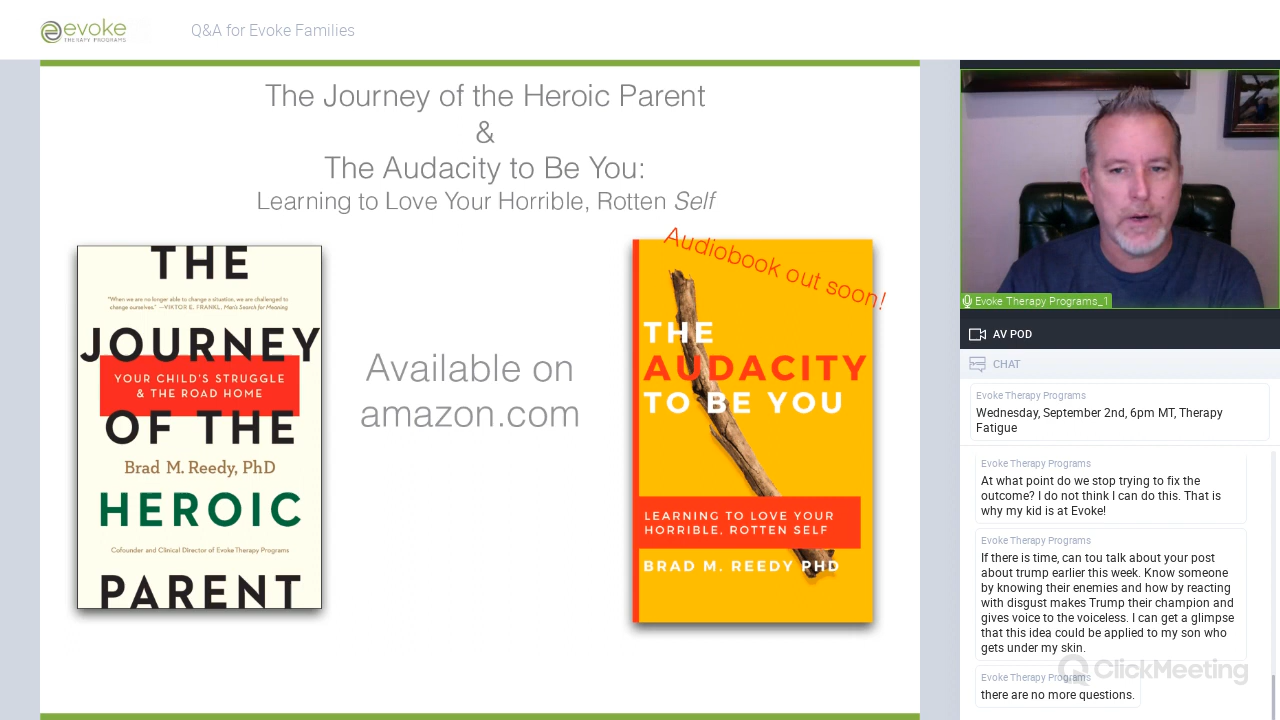 evoke
THERAPY PROGRAMS
Q&A for Evoke Families
The Journey of the Heroic Parent
&
The Audacity to Be You:
Learning to Love Your Horrible, Rotten Self
THE
"When we are no longer able to change a situation, we are challenged to
change ourselves." —VIKTOR E. FRANKL, Man's Search for Meaning
JOURNEY
YOUR CHILD'S STRUGGLE
& THE ROAD HOME
OF THE
Brad M. Reedy, PhD
HEROIC
Cofounder and Clinical Director of Evoke Therapy Programs
PARENT
Available on
amazon.com
Audiobook out soon!
THE
AUDACITY
TO BE YOU
LEARNING TO LOVE YOUR
HORRIBLE, ROTTEN SELF
BRAD M. REEDY PHD
Evoke Therapy Programs_1
AV POD
CHAT
Evoke Therapy Programs
Wednesday, September 2nd, 6pm MT, Therapy
Fatigue
Evoke Therapy Programs
At what point do we stop trying to fix the
outcome? I do not think I can do this. That is
why my kid is at Evoke!
Evoke Therapy Programs
If there is time, can tou talk about your post
about trump earlier this week. Know someone
by knowing their enemies and how by reacting
with disgust makes Trump their champion and
gives voice to the voiceless. I can get a glimpse
that this idea could be applied to my son who
gets under my skin.
ClickMeeting
Evoke Therapy Programs
there are no more questions.